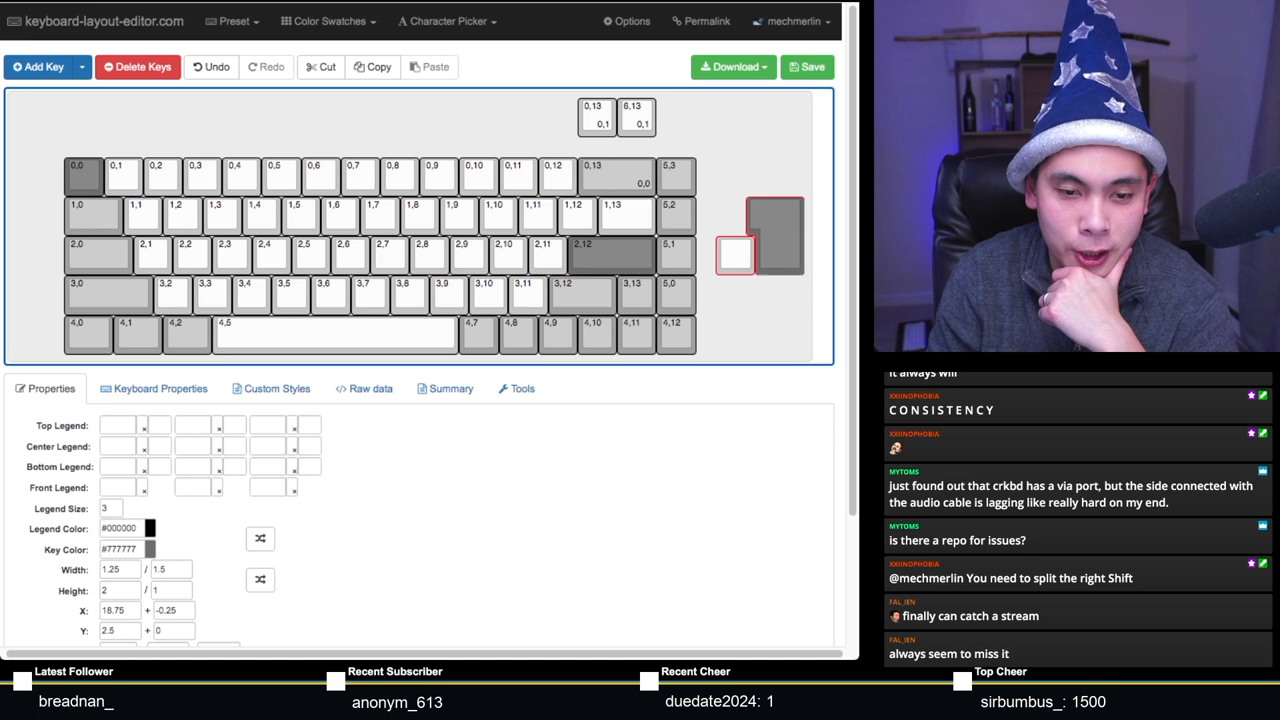 keyboard-layout-editor.com Preset Color Swatches Character Picker Options Permalink mechmerlin
Add Key Delete Keys Undo Redo Cut Copy Paste Download Save
0,13 6,13
0,1 0,1
0,0 0,1 0,2 0,3 0,4 0,5 0,6 0,7 0,8 0,9 0,10 0,11 0,12 0,13 5,3
0,0
1,0 1,1 1,2 1,3 1,4 1,5 1,6 1,7 1,8 1,9 1,10 1,11 1,12 1,13 5,2
2,0 2,1 2,2 2,3 2,4 2,5 2,6 2,7 2,8 2,9 2,10 2,11 2,12 5,1
3,0 3,2 3,3 3,4 3,5 3,6 3,7 3,8 3,9 3,10 3,11 3,12 3,13 5,0
4,0 4,1 4,2 4,5 4,7 4,8 4,9 4,10 4,11 4,12
Properties Keyboard Properties Custom Styles Raw data Summary Tools
Top Legend:
Center Legend:
Bottom Legend:
Front Legend:
Legend Size: 3
Legend Color: #000000
Key Color: #777777
Width: 1.25 / 1.5
Height: 2 / 1
X: 18.75 + -0.25
Y: 2.5 + 0
it always will
XXIINOPHOBIA
C O N S I S T E N C Y
XXIINOPHOBIA
MYTOMS
just found out that crkbd has a via port, but the side connected
with the audio cable is lagging like really hard on my end.
MYTOMS
is there a repo for issues?
XXIINOPHOBIA
@mechmerlin You need to split the right Shift
FAL_IEN
finally can catch a stream
FAL_IEN
always seem to miss it
Latest Follower Recent Subscriber Recent Cheer Top Cheer
breadnan_ anonym_613 duedate2024: 1 sirbumbus_: 1500